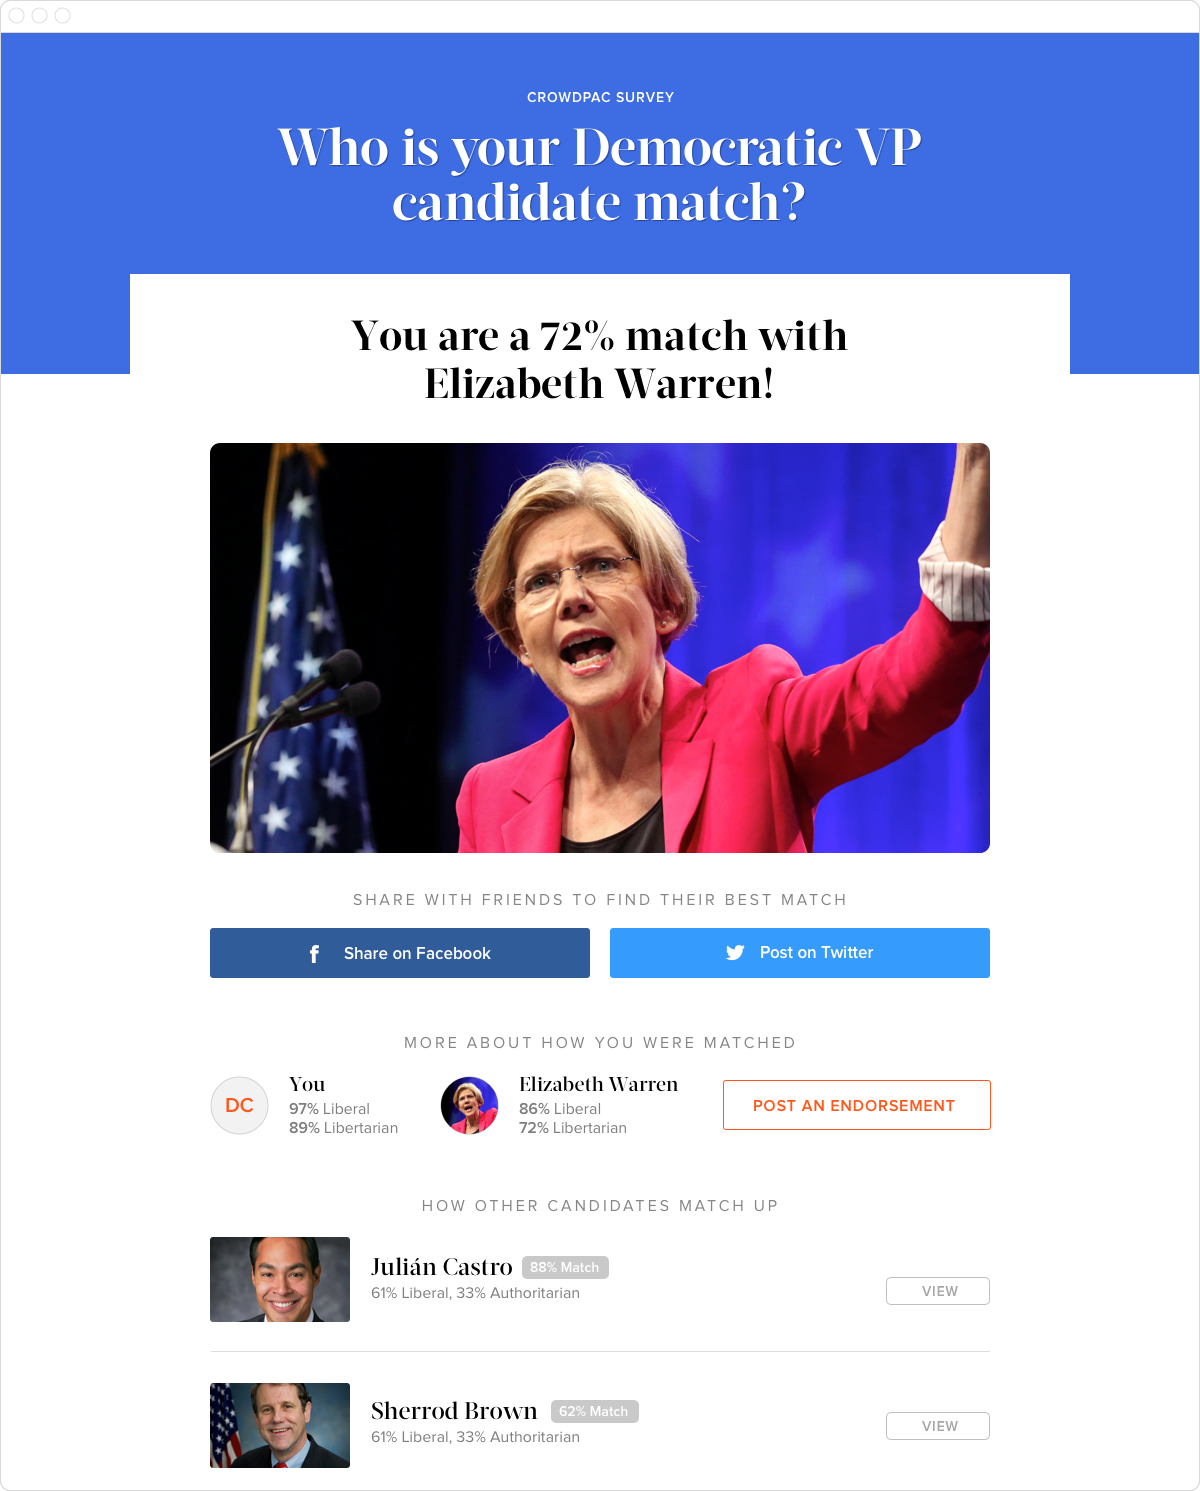 CROWDPAC SURVEY
Who is your Democratic VP
candidate match?
You are a 72% match with
Elizabeth Warren!
SHARE WITH FRIENDS TO FIND THEIR BEST MATCH
Share on Facebook
Post on Twitter
MORE ABOUT HOW YOU WERE MATCHED
DC
You
97% Liberal
89% Libertarian
Elizabeth Warren
86% Liberal
72% Libertarian
POST AN ENDORSEMENT
HOW OTHER CANDIDATES MATCH UP
Julián Castro 88% Match
61% Liberal, 33% Authoritarian
VIEW
Sherrod Brown 62% Match
61% Liberal, 33% Authoritarian
VIEW